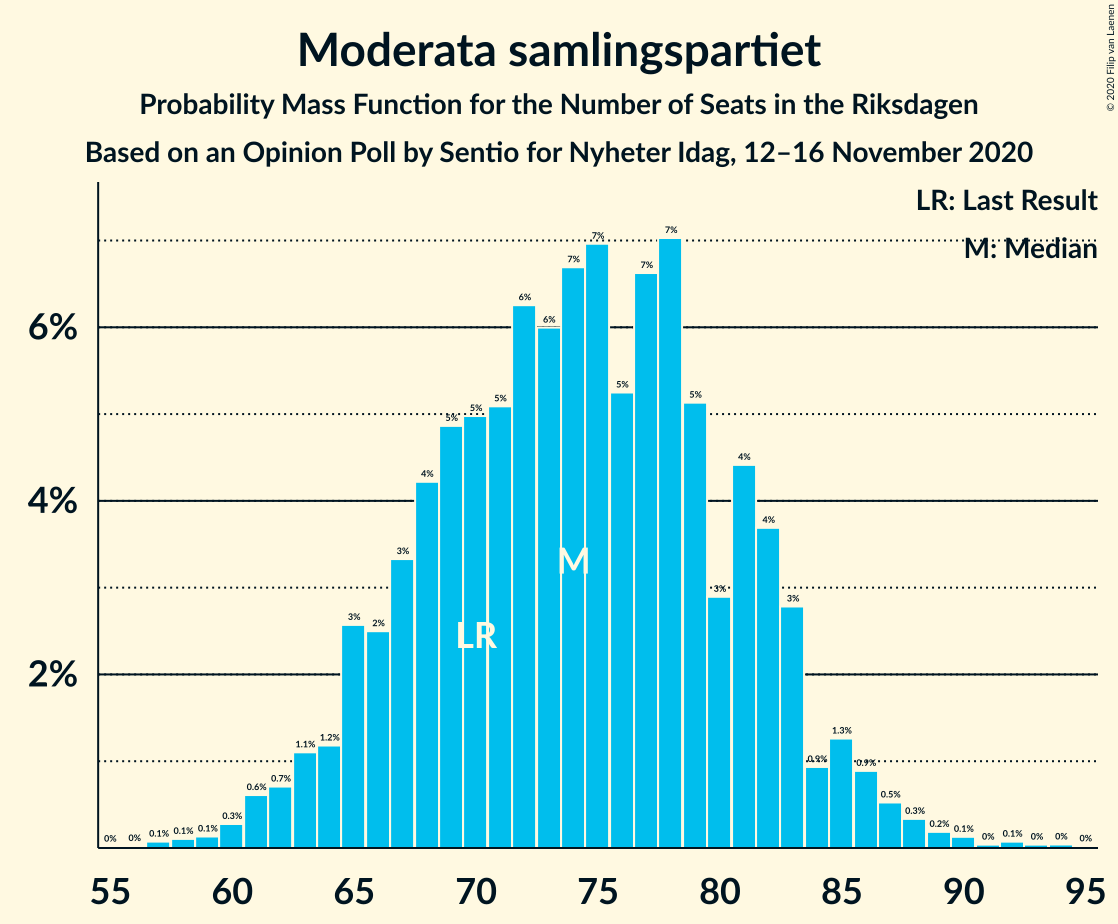 © 2020 Filip van Laenen
Moderata samlingspartiet
Probability Mass Function for the Number of Seats in the Riksdagen
Based on an Opinion Poll by Sentio for Nyheter Idag, 12–16 November 2020
LR: Last Result
M: Median
6%
4%
2%
0% 0% 0.1% 0.1% 0.1% 0.3% 0.6% 0.7% 1.1% 1.2% 3% 2% 3% 4% 5% 5% 5% 6% 6% 7% 7% 5% 7% 7% 5% 3% 4% 4% 3% 0.9% 1.3% 0.9% 0.5% 0.3% 0.2% 0.1% 0% 0.1% 0% 0% 0%
M
LR
55 60 65 70 75 80 85 90 95